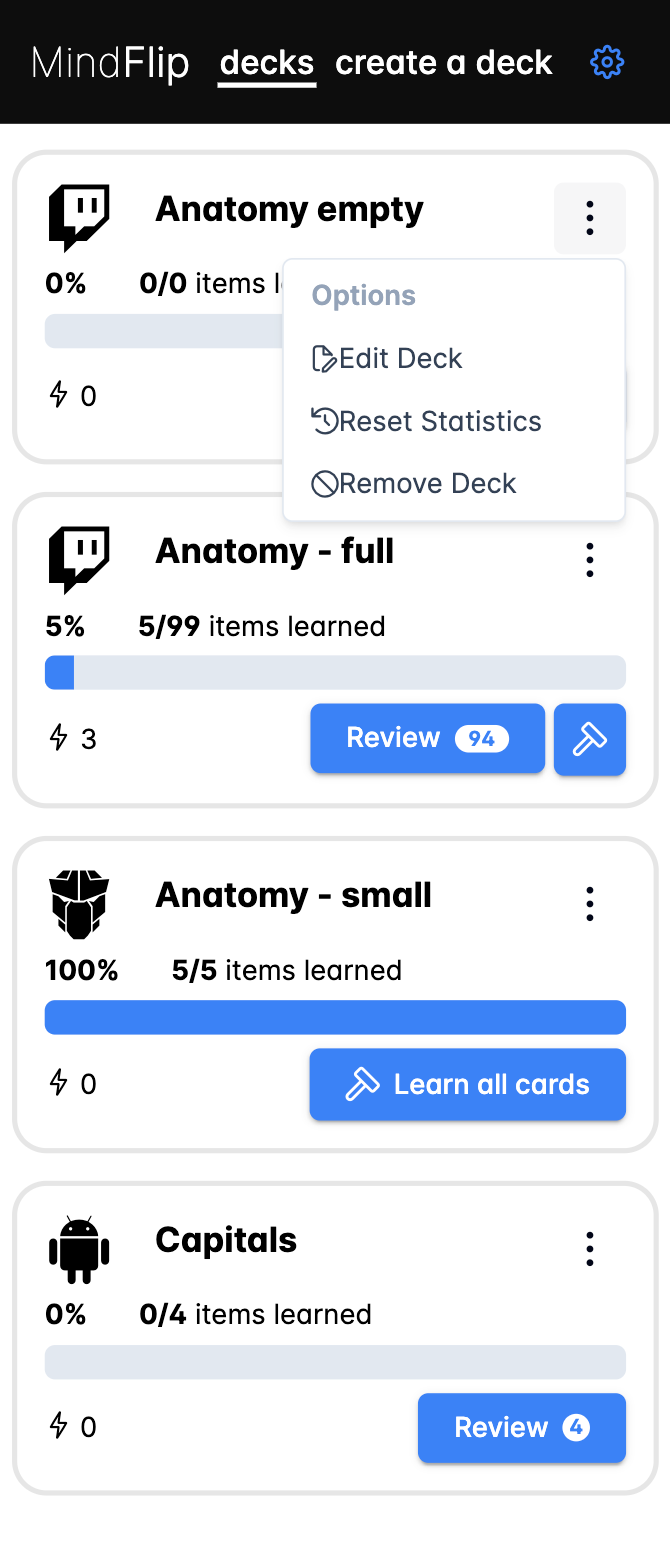 MindFlip decks create a deck
Anatomy empty
0% 0/0 items
Options
Edit Deck
Reset Statistics
Remove Deck
0
Anatomy - full
5% 5/99 items learned
3 Review 94
Anatomy - small
100% 5/5 items learned
0 Learn all cards
Capitals
0% 0/4 items learned
0 Review 4